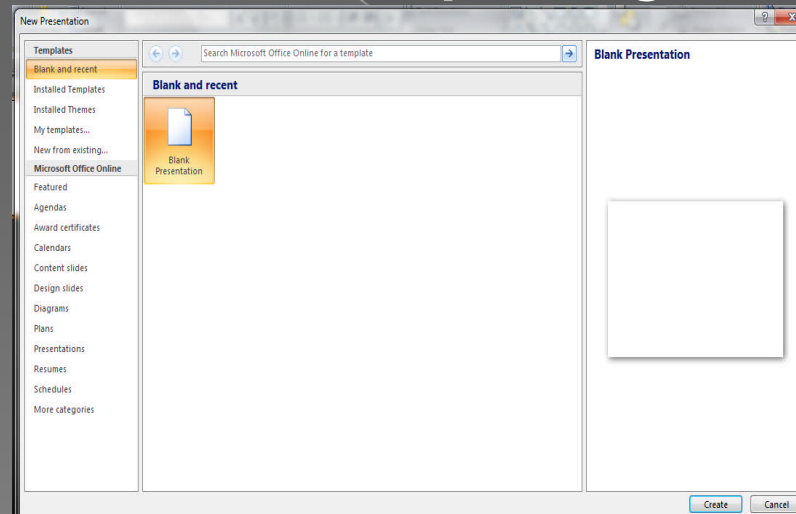 New Presentation
Templates
Blank and recent
Installed Templates
Installed Themes
My templates...
New from existing...
Microsoft Office Online
Featured
Agendas
Award certificates
Calendars
Content slides
Design slides
Diagrams
Plans
Presentations
Resumes
Schedules
More categories
Search Microsoft Office Online for a template
Blank and recent
Blank
Presentation
Blank Presentation
Create
Cancel